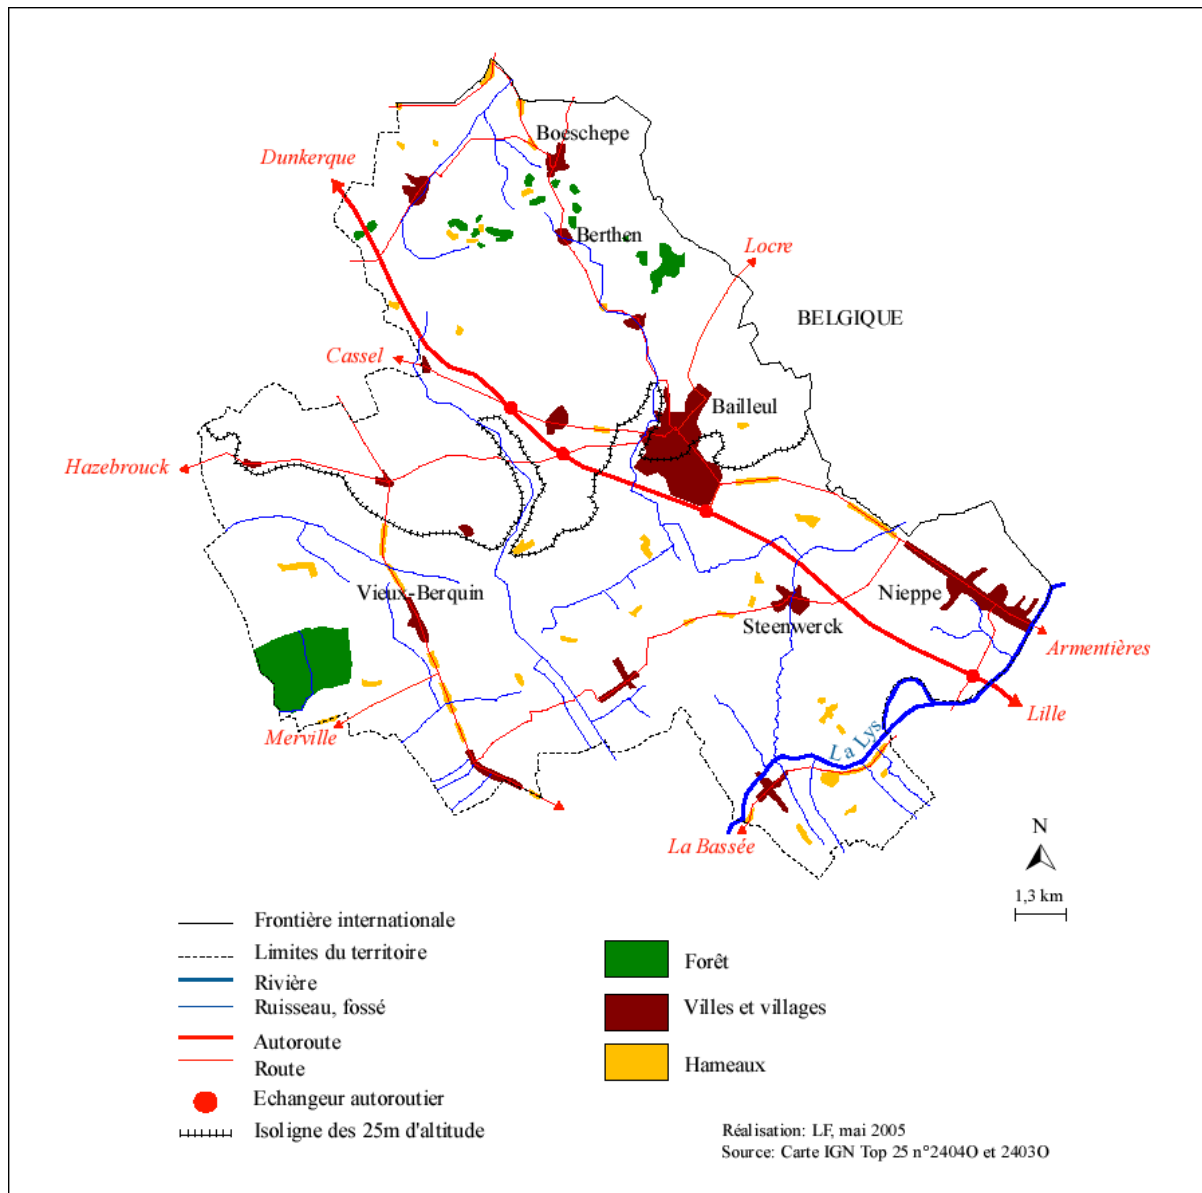 Boeschepe
Dunkerque
Berthen
Locre
BELGIQUE
Cassel
Bailleul
Hazebrouck
Vieux-Berquin
Nieppe
Steenwerck
Armentières
Lille
Merville
La Lys
La Bassée
N
1,3 km
Frontière internationale
Limites du territoire
Rivière
Ruisseau, fossé
Autoroute
Route
Echangeur autoroutier
Isoligne des 25m d'altitude
Forêt
Villes et villages
Hameaux
Réalisation: LF, mai 2005
Source: Carte IGN Top 25 n°2404O et 2403O